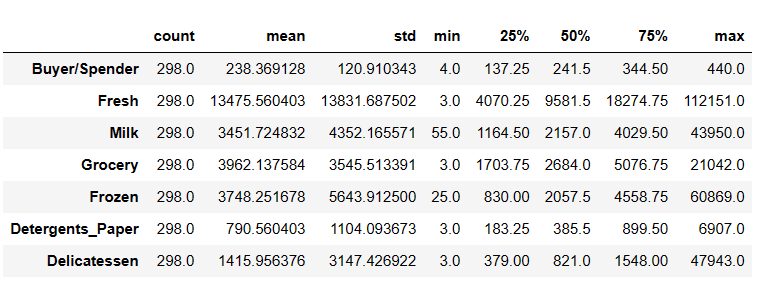 count mean std min 25% 50% 75% max
Buyer/Spender 298.0 238.369128 120.910343 4.0 137.25 241.5 344.50 440.0
Fresh 298.0 13475.560403 13831.687502 3.0 4070.25 9581.5 18274.75 112151.0
Milk 298.0 3451.724832 4352.165571 55.0 1164.50 2157.0 4029.50 43950.0
Grocery 298.0 3962.137584 3545.513391 3.0 1703.75 2684.0 5076.75 21042.0
Frozen 298.0 3748.251678 5643.912500 25.0 830.00 2057.5 4558.75 60869.0
Detergents_Paper 298.0 790.560403 1104.093673 3.0 183.25 385.5 899.50 6907.0
Delicatessen 298.0 1415.956376 3147.426922 3.0 379.00 821.0 1548.00 47943.0